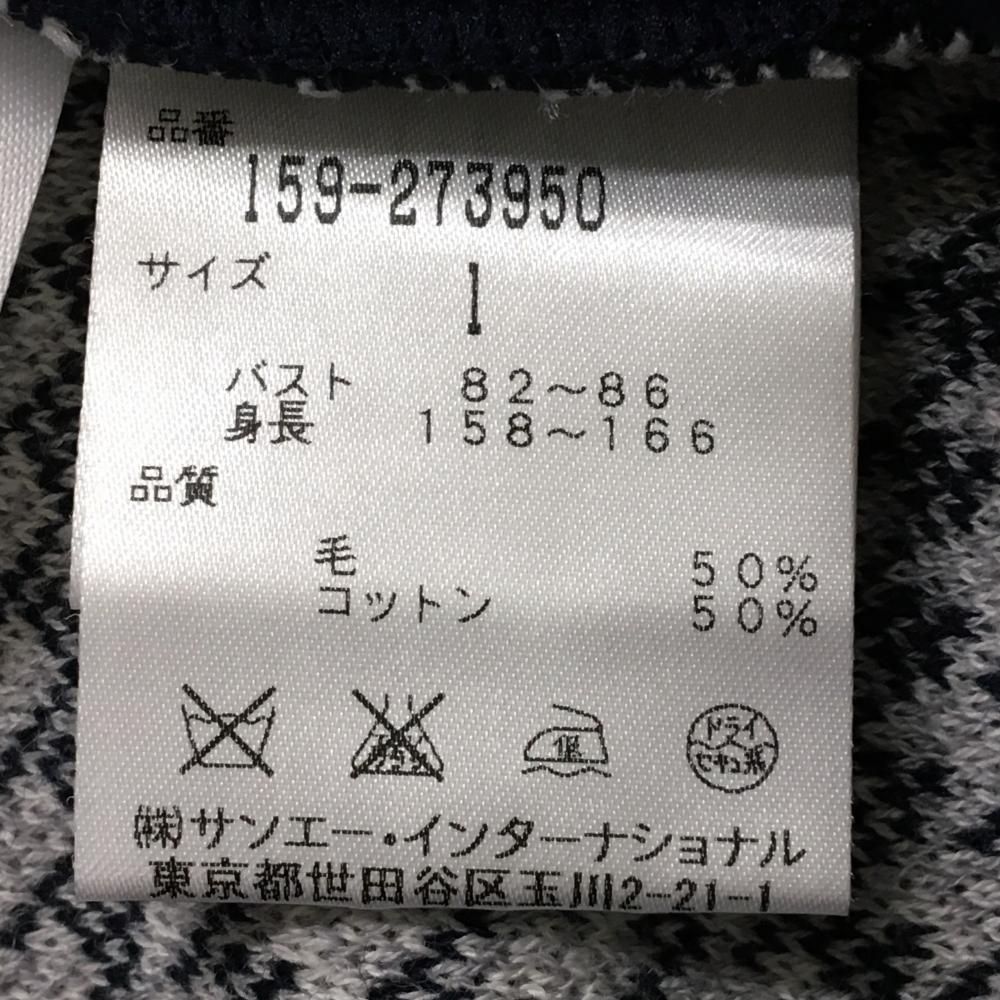 品番
159-273950
サイズ 1
バスト 82～86
身長 158～166
品質
毛 50%
コットン 50%
低 ドライ
セキユ系
(株)サンエー・インターナショナル
東京都世田谷区玉川2-21-1